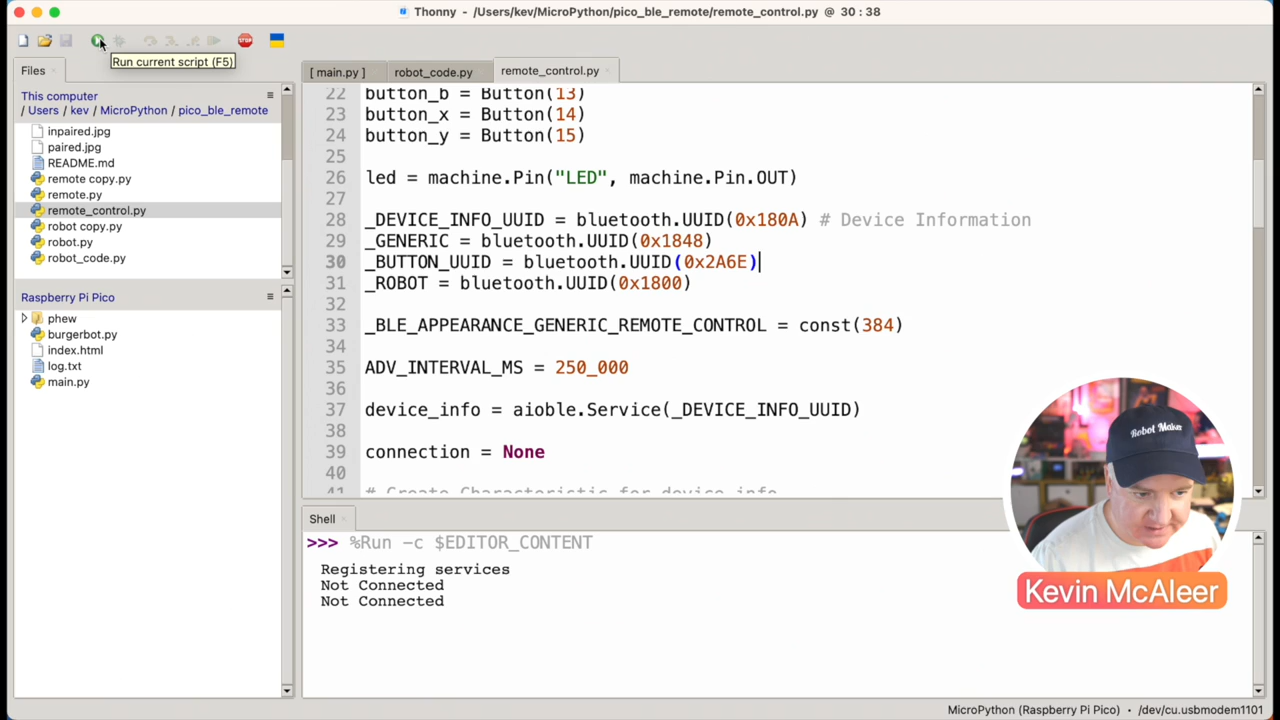 Thonny - /Users/kev/MicroPython/pico_ble_remote/remote_control.py @ 30 : 38
Run current script (F5)
Files
This computer
/ Users / kev / MicroPython / pico_ble_remote
inpaired.jpg
paired.jpg
README.md
remote copy.py
remote.py
remote_control.py
robot copy.py
robot.py
robot_code.py
Raspberry Pi Pico
phew
burgerbot.py
index.html
log.txt
main.py
[ main.py ] robot_code.py remote_control.py
22 button_b = Button(13)
23 button_x = Button(14)
24 button_y = Button(15)
25
26 led = machine.Pin("LED", machine.Pin.OUT)
27
28 _DEVICE_INFO_UUID = bluetooth.UUID(0x180A) # Device Information
29 _GENERIC = bluetooth.UUID(0x1848)
30 _BUTTON_UUID = bluetooth.UUID(0x2A6E)
31 _ROBOT = bluetooth.UUID(0x1800)
32
33 _BLE_APPEARANCE_GENERIC_REMOTE_CONTROL = const(384)
34
35 ADV_INTERVAL_MS = 250_000
36
37 device_info = aioble.Service(_DEVICE_INFO_UUID)
38
39 connection = None
40
41 # Create Characteristic for device info
Shell
>>> %Run -c $EDITOR_CONTENT
Registering services
Not Connected
Not Connected
Robot Maker
Kevin McAleer
MicroPython (Raspberry Pi Pico) • /dev/cu.usbmodem1101
STOP